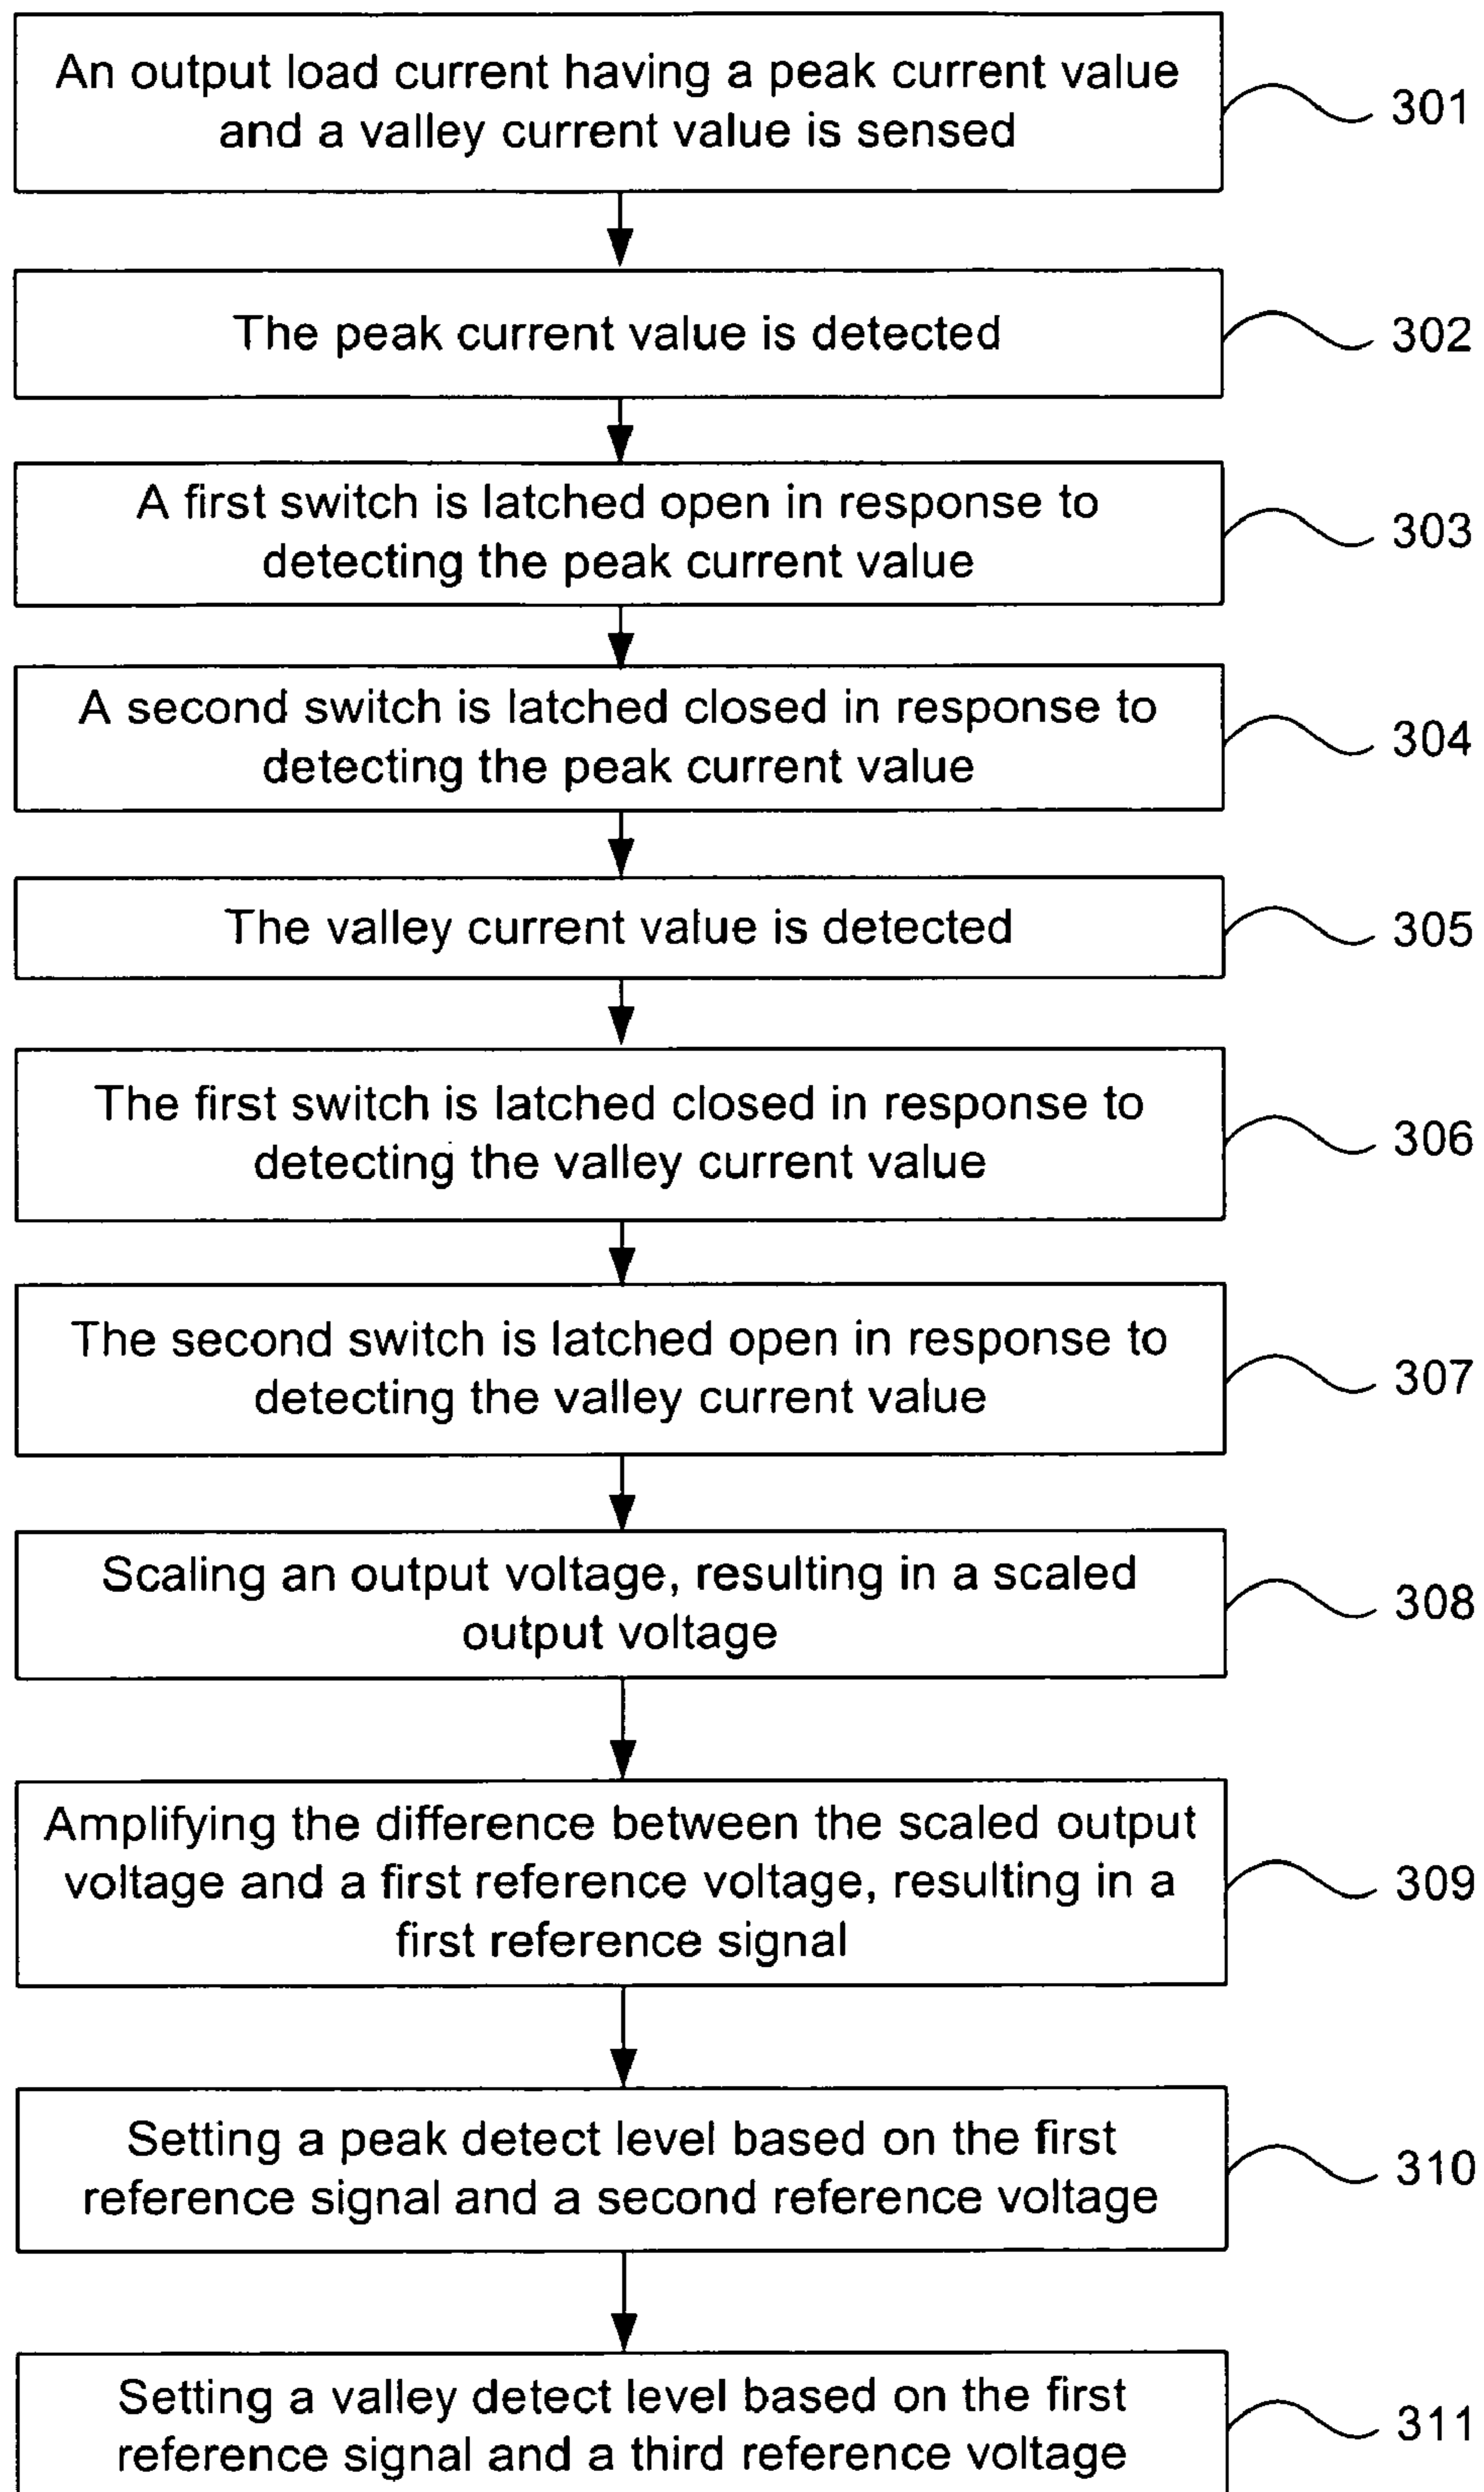 An output load current having a peak current value
and a valley current value is sensed
301
The peak current value is detected
302
A first switch is latched open in response to
detecting the peak current value
303
A second switch is latched closed in response to
detecting the peak current value
304
The valley current value is detected
305
The first switch is latched closed in response to
detecting the valley current value
306
The second switch is latched open in response to
detecting the valley current value
307
Scaling an output voltage, resulting in a scaled
output voltage
308
Amplifying the difference between the scaled output
voltage and a first reference voltage, resulting in a
first reference signal
309
Setting a peak detect level based on the first
reference signal and a second reference voltage
310
Setting a valley detect level based on the first
reference signal and a third reference voltage
311